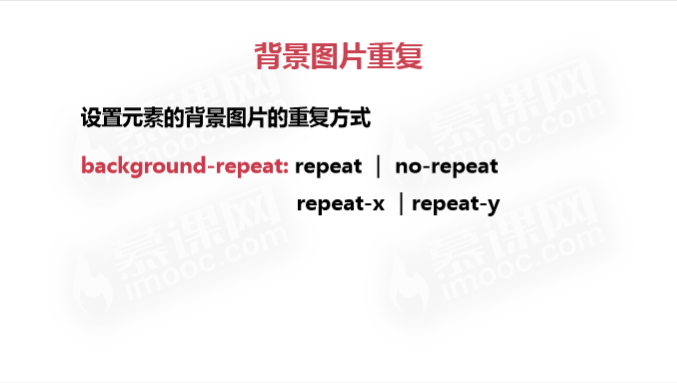 背景图片重复
设置元素的背景图片的重复方式
background-repeat: repeat | no-repeat
repeat-x | repeat-y
慕课网
imooc.com
慕课网
imooc.com
慕课网
imooc.com
慕课网
imooc.com